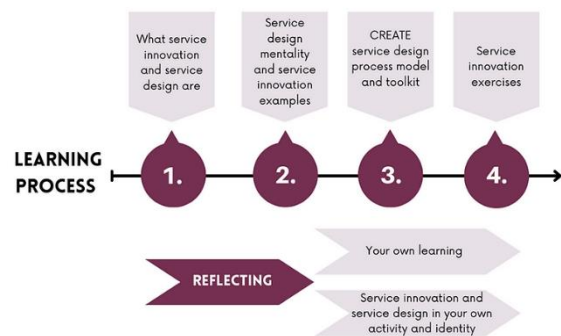 What service
innovation
and service
design are
Service
design
mentality
and service
innovation
examples
CREATE
service design
process model
and toolkit
Service
innovation
exercises
LEARNING
PROCESS
1.
2.
3.
4.
REFLECTING
Your own learning
Service innovation and
service design in your own
activity and identity